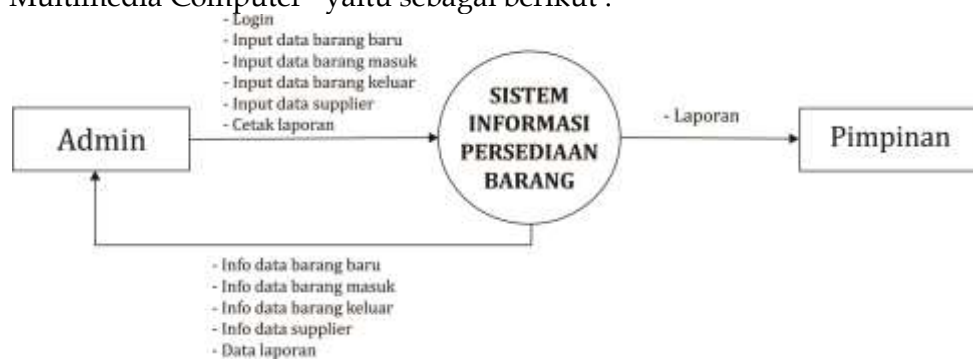 Multimedia Computer" yaitu sebagai berikut :
- Login
- Input data barang baru
- Input data barang masuk
- Input data barang keluar
- Input data supplier
- Cetak laporan
Admin
SISTEM
INFORMASI
PERSEDIAAN
BARANG
- Laporan
Pimpinan
- Info data barang baru
- Info data barang masuk
- Info data barang keluar
- Info data supplier
- Data laporan